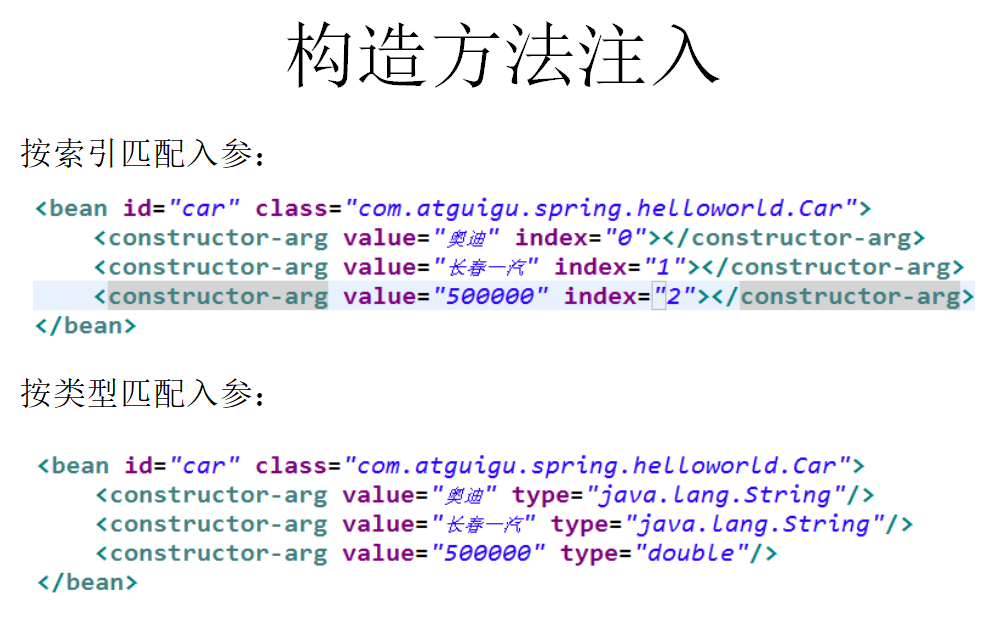 构造方法注入
按索引匹配入参：
<bean id="car" class="com.atguigu.spring.helloworld.Car">
<constructor-arg value="奥迪" index="0"></constructor-arg>
<constructor-arg value="长春一汽" index="1"></constructor-arg>
<constructor-arg value="500000" index="2"></constructor-arg>
</bean>
按类型匹配入参：
<bean id="car" class="com.atguigu.spring.helloworld.Car">
<constructor-arg value="奥迪" type="java.lang.String"/>
<constructor-arg value="长春一汽" type="java.lang.String"/>
<constructor-arg value="500000" type="double"/>
</bean>